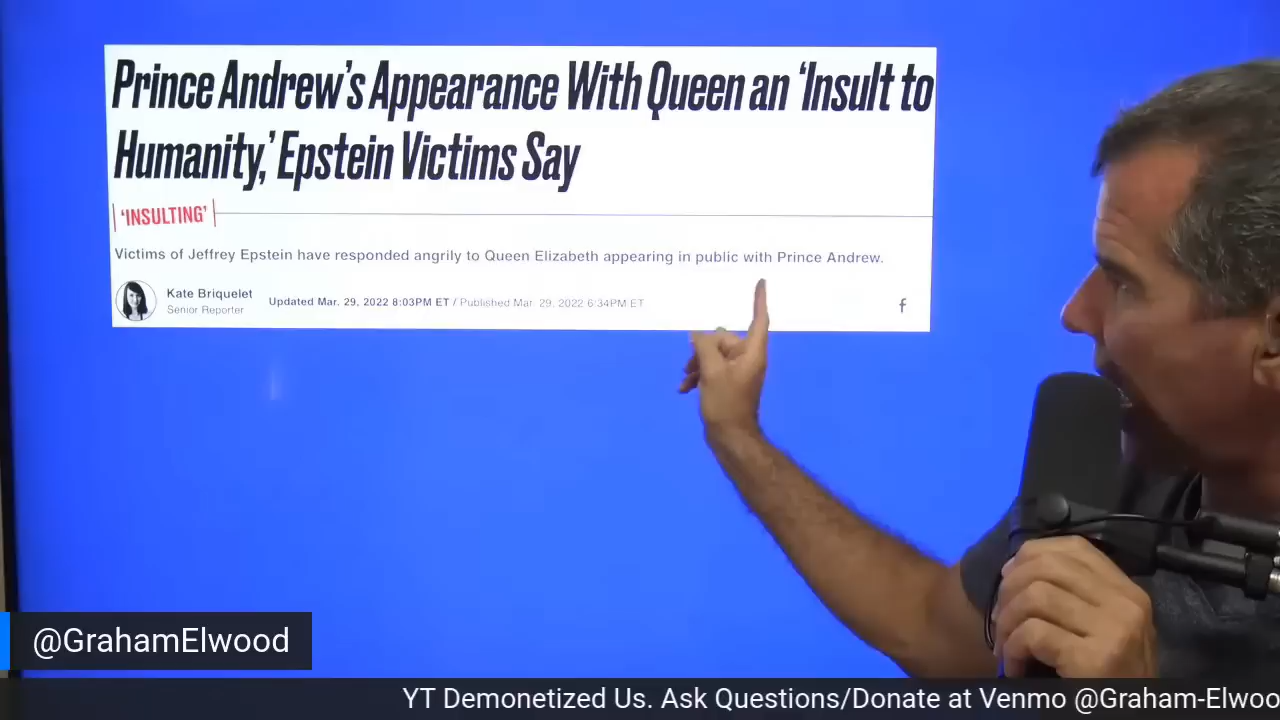 Prince Andrew's Appearance With Queen an 'Insult to
Humanity,' Epstein Victims Say
'INSULTING'
Victims of Jeffrey Epstein have responded angrily to Queen Elizabeth appearing in public with Prince Andrew.
Kate Briquelet
Senior Reporter
Updated Mar. 29, 2022 8:03PM ET / Published Mar. 29, 2022 6:34PM ET
f
@GrahamElwood
YT Demonetized Us. Ask Questions/Donate at Venmo @Graham-Elwoo